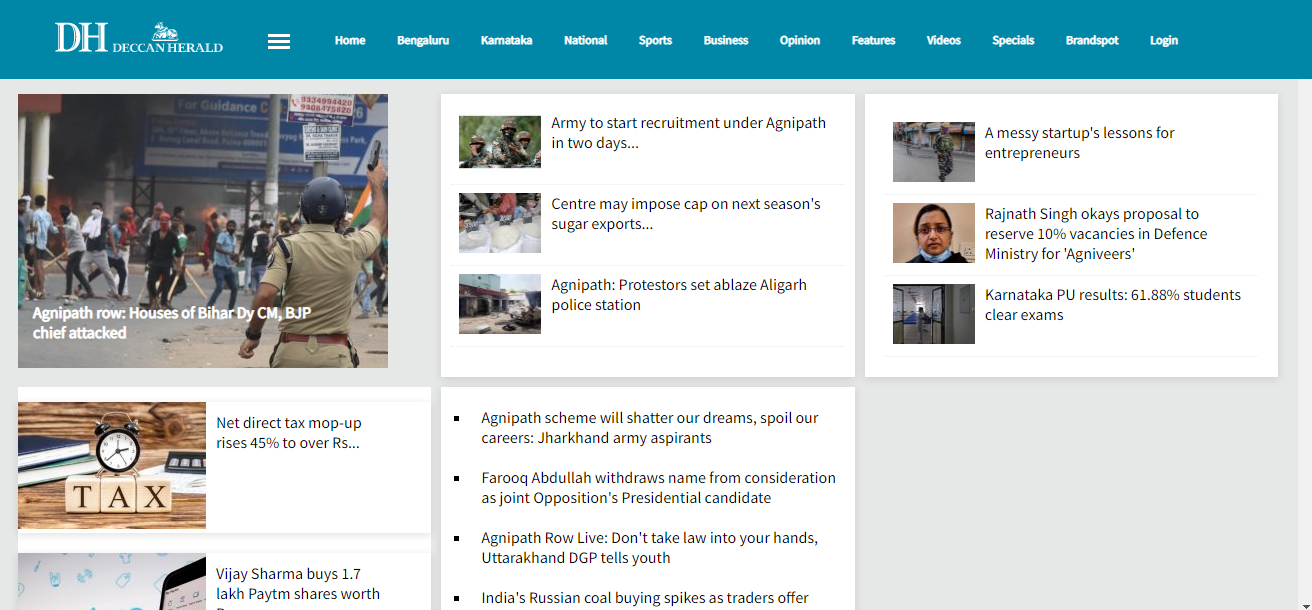 DH DECCAN HERALD
Home Bengaluru Karnataka National Sports Business Opinion Features Videos Specials Brandspot Login
For Guidance C
9334994420
9308475820
Agnipath row: Houses of Bihar Dy CM, BJP
chief attacked
Army to start recruitment under Agnipath
in two days...
Centre may impose cap on next season's
sugar exports...
Agnipath: Protestors set ablaze Aligarh
police station
A messy startup's lessons for
entrepreneurs
Rajnath Singh okays proposal to
reserve 10% vacancies in Defence
Ministry for 'Agniveers'
Karnataka PU results: 61.88% students
clear exams
TAX
Net direct tax mop-up
rises 45% to over Rs...
Vijay Sharma buys 1.7
lakh Paytm shares worth
Agnipath scheme will shatter our dreams, spoil our
careers: Jharkhand army aspirants
Farooq Abdullah withdraws name from consideration
as joint Opposition's Presidential candidate
Agnipath Row Live: Don't take law into your hands,
Uttarakhand DGP tells youth
India's Russian coal buying spikes as traders offer